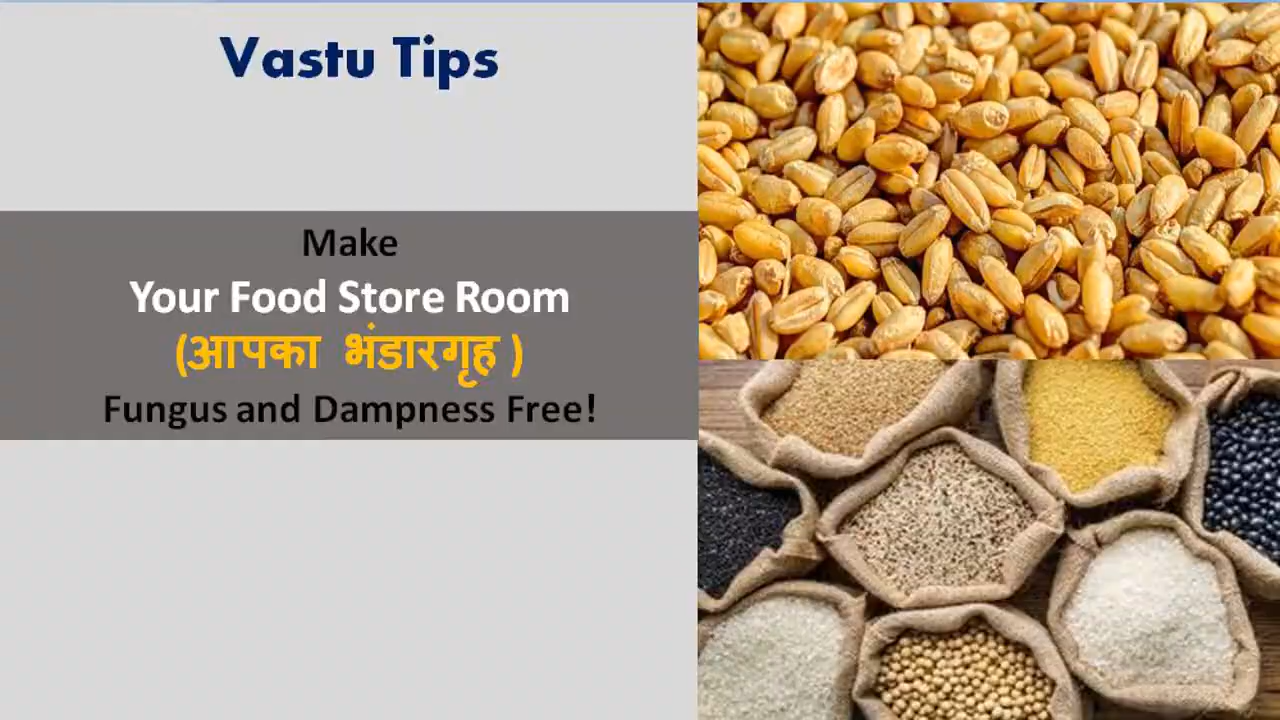 Vastu Tips
Make
Your Food Store Room
(आपका भंडारगृह )
Fungus and Dampness Free!